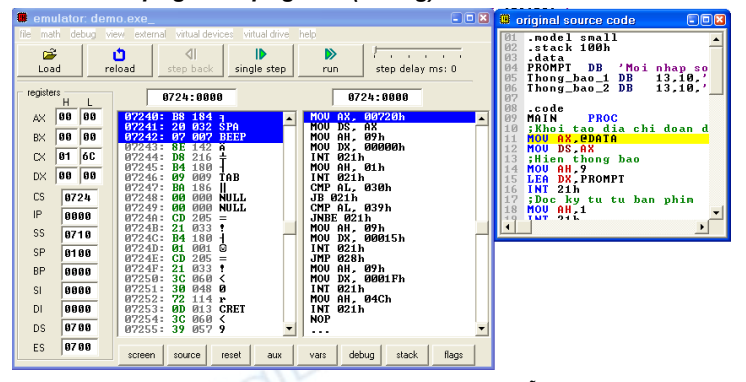 emulator: demo.exe_
file math debug view external virtual devices virtual drive help
Load reload step back single step run step delay ms: 0
registers
H L
0724:0000 0724:0000
AX 00 00
BX 00 00
CX 01 6C
DX 00 00
CS 0724
IP 0000
SS 0710
SP 0100
BP 0000
SI 0000
DI 0000
DS 0700
ES 0700
07240: B8 184 ╕
07241: 20 032 SPA
07242: 07 007 BEEP
07243: 8E 142 Ä
07244: D8 216 ╪
07245: B4 180 ┤
07246: 09 009 TAB
07247: BA 186 ║
07248: 00 000 NULL
07249: 00 000 NULL
0724A: CD 205 =
0724B: 21 033 !
0724C: B4 180 ┤
0724D: 01 001 ☺
0724E: CD 205 =
0724F: 21 033 !
07250: 3C 060 <
07251: 30 048 0
07252: 72 114 r
07253: 0D 013 CRET
07254: 3C 060 <
07255: 39 057 9
MOV AX, 00720h
MOV DS, AX
MOV AH, 09h
MOV DX, 00000h
INT 021h
MOV AH, 01h
INT 021h
CMP AL, 030h
JB 021h
CMP AL, 039h
JNBE 021h
MOV AH, 09h
MOV DX, 00015h
INT 021h
JMP 028h
MOV AH, 09h
MOV DX, 0001Fh
INT 021h
MOV AH, 04Ch
INT 021h
NOP
...
screen source reset aux vars debug stack flags
original source code
01 .model small
02 .stack 100h
03 .data
04 PROMPT DB 'Moi nhap so
05 Thong_bao_1 DB 13,10,'
06 Thong_bao_2 DB 13,10,'
07
08 .code
09 MAIN PROC
10 ;Khoi tao dia chi doan d
11 MOV AX,@DATA
12 MOV DS,AX
13 ;Hien thong bao
14 MOV AH,9
15 LEA DX,PROMPT
16 INT 21h
17 ;Doc ky tu tu ban phim
18 MOV AH,1
19 INT 21h